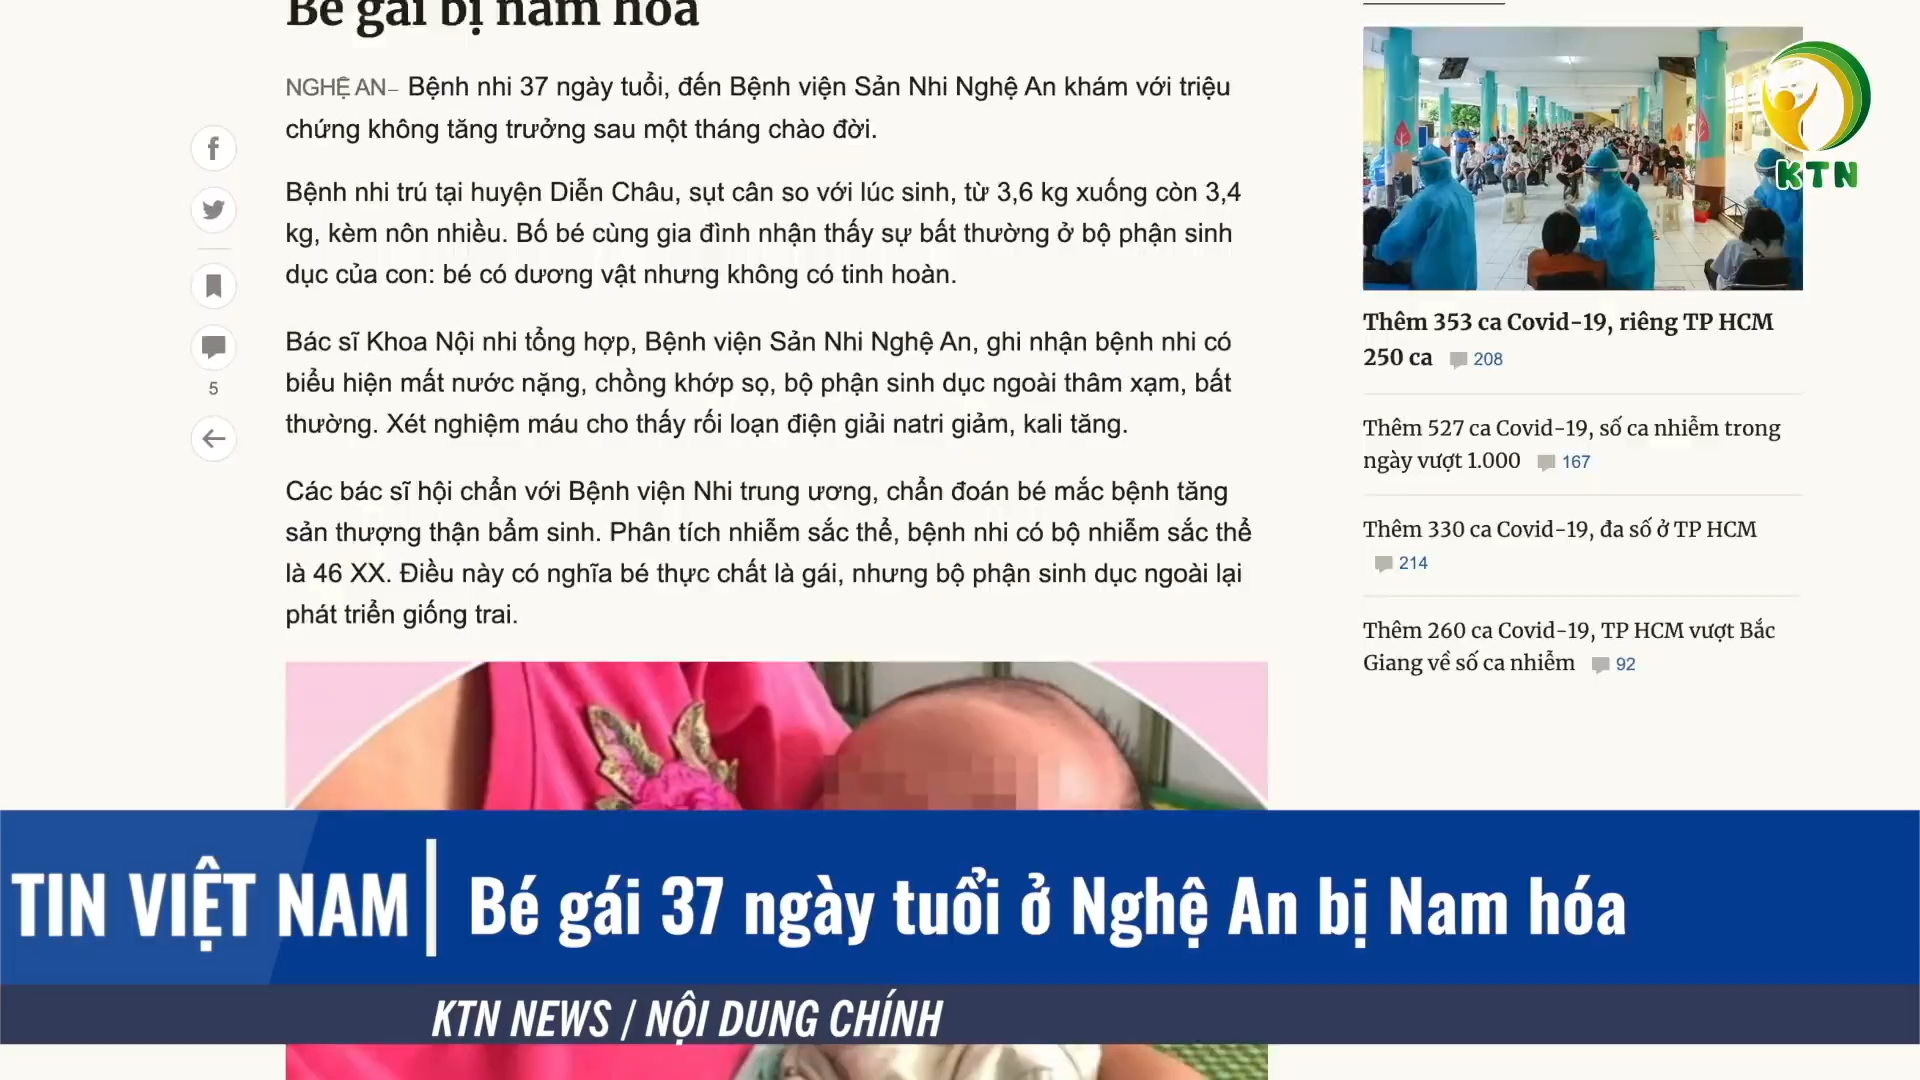 Bé gái bị nam hóa
NGHỆ AN– Bệnh nhi 37 ngày tuổi, đến Bệnh viện Sản Nhi Nghệ An khám với triệu
chứng không tăng trưởng sau một tháng chào đời.
Bệnh nhi trú tại huyện Diễn Châu, sụt cân so với lúc sinh, từ 3,6 kg xuống còn 3,4
kg, kèm nôn nhiều. Bố bé cùng gia đình nhận thấy sự bất thường ở bộ phận sinh
dục của con: bé có dương vật nhưng không có tinh hoàn.
Bác sĩ Khoa Nội nhi tổng hợp, Bệnh viện Sản Nhi Nghệ An, ghi nhận bệnh nhi có
biểu hiện mất nước nặng, chồng khớp sọ, bộ phận sinh dục ngoài thâm xạm, bất
thường. Xét nghiệm máu cho thấy rối loạn điện giải natri giảm, kali tăng.
5
Các bác sĩ hội chẩn với Bệnh viện Nhi trung ương, chẩn đoán bé mắc bệnh tăng
sản thượng thận bẩm sinh. Phân tích nhiễm sắc thể, bệnh nhi có bộ nhiễm sắc thể
là 46 XX. Điều này có nghĩa bé thực chất là gái, nhưng bộ phận sinh dục ngoài lại
phát triển giống trai.
KTN
Thêm 353 ca Covid-19, riêng TP HCM
250 ca 208
Thêm 527 ca Covid-19, số ca nhiễm trong
ngày vượt 1.000 167
Thêm 330 ca Covid-19, đa số ở TP HCM
214
Thêm 260 ca Covid-19, TP HCM vượt Bắc
Giang về số ca nhiễm 92
TIN VIỆT NAM
Bé gái 37 ngày tuổi ở Nghệ An bị Nam hóa
KTN NEWS / NỘI DUNG CHÍNH